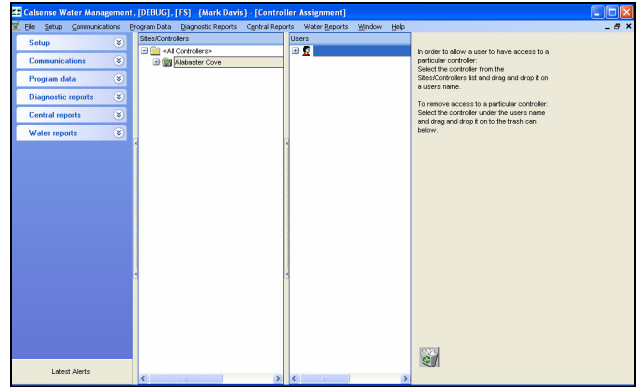 Calsense Water Management, [DEBUG], [FS] {Mark Davis} - [Controller Assignment]
File Setup Communications Program Data Diagnostic Reports Central Reports Water Reports Window Help
Setup
Communications
Program data
Diagnostic reports
Central reports
Water reports
Latest Alerts
Sites/Controllers
<All Controllers>
Alabaster Cove
Users
In order to allow a user to have access to a
particular controller:
Select the controller from the
Sites/Controllers list and drag and drop it on
a users name.
To remove access to a particular controller:
Select the controller under the users name
and drag and drop it on to the trash can
below.